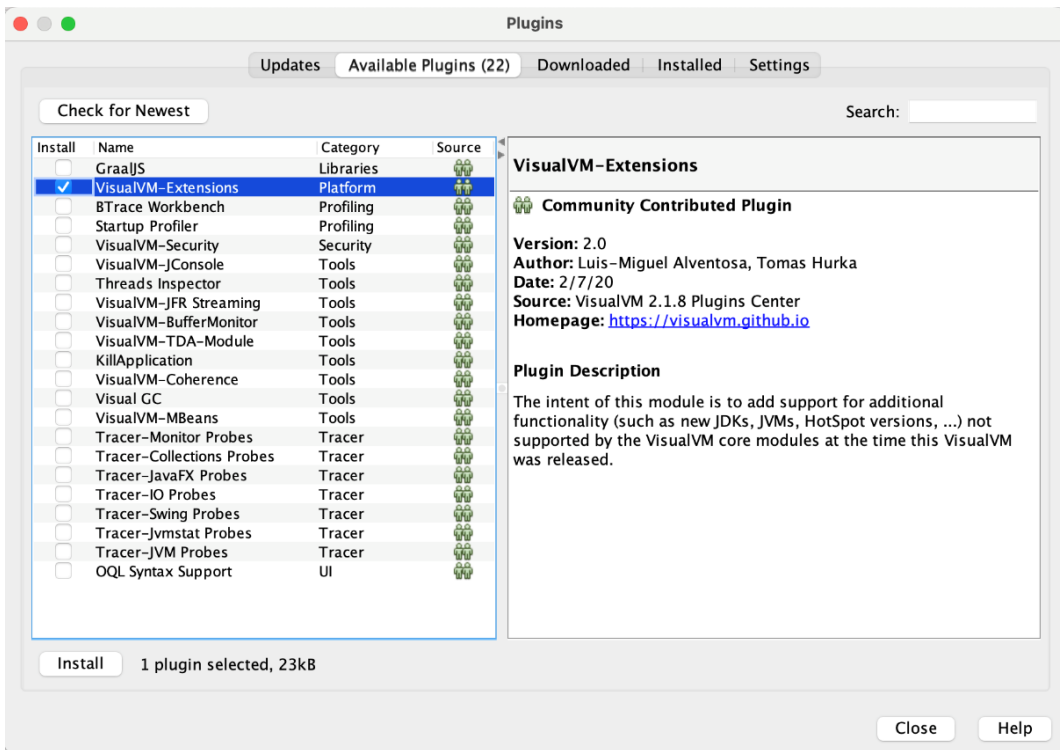 Plugins
Updates Available Plugins (22) Downloaded Installed Settings
Check for Newest Search:
Install Name Category Source
GraalJS Libraries
VisualVM-Extensions Platform
BTrace Workbench Profiling
Startup Profiler Profiling
VisualVM-Security Security
VisualVM-JConsole Tools
Threads Inspector Tools
VisualVM-JFR Streaming Tools
VisualVM-BufferMonitor Tools
VisualVM-TDA-Module Tools
KillApplication Tools
VisualVM-Coherence Tools
Visual GC Tools
VisualVM-MBeans Tools
Tracer-Monitor Probes Tracer
Tracer-Collections Probes Tracer
Tracer-JavaFX Probes Tracer
Tracer-IO Probes Tracer
Tracer-Swing Probes Tracer
Tracer-Jvmstat Probes Tracer
Tracer-JVM Probes Tracer
OQL Syntax Support UI
VisualVM-Extensions
Community Contributed Plugin
Version: 2.0
Author: Luis-Miguel Alventosa, Tomas Hurka
Date: 2/7/20
Source: VisualVM 2.1.8 Plugins Center
Homepage: https://visualvm.github.io
Plugin Description
The intent of this module is to add support for additional
functionality (such as new JDKs, JVMs, HotSpot versions, ...) not
supported by the VisualVM core modules at the time this VisualVM
was released.
Install 1 plugin selected, 23kB
Close Help